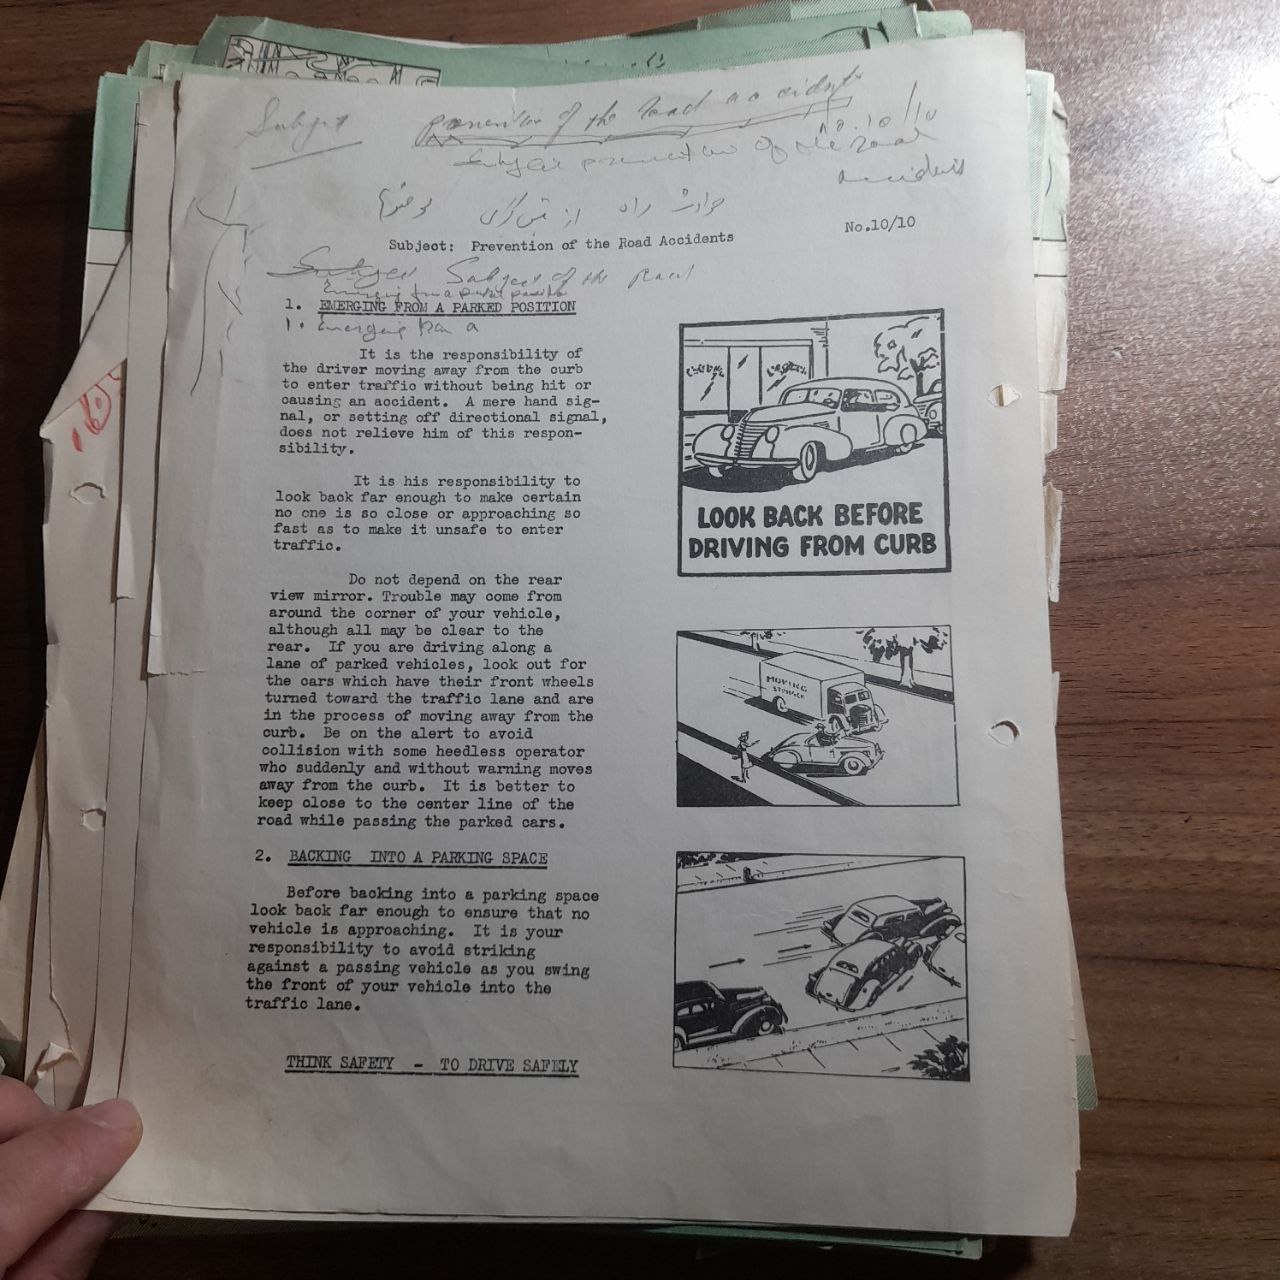 Subject
of the Road accidents
No.10/10
Subject of the Road
Accidents
موضوع حوادث راه از
No.10/10
Subject: Prevention of the Road Accidents
Subject Subject of the Road
Emerging from a parked position
1. EMERGING FROM A PARKED POSITION
1. Emerging from a
It is the responsibility of
the driver moving away from the curb
to enter traffic without being hit or
causing an accident. A mere hand sig-
nal, or setting off directional signal,
does not relieve him of this respon-
sibility.
It is his responsibility to
look back far enough to make certain
no one is so close or approaching so
fast as to make it unsafe to enter
traffic.
Do not depend on the rear
view mirror. Trouble may come from
around the corner of your vehicle,
although all may be clear to the
rear. If you are driving along a
lane of parked vehicles, look out for
the cars which have their front wheels
turned toward the traffic lane and are
in the process of moving away from the
curb. Be on the alert to avoid
collision with some heedless operator
who suddenly and without warning moves
away from the curb. It is better to
keep close to the center line of the
road while passing the parked cars.
2. BACKING INTO A PARKING SPACE
Before backing into a parking space
look back far enough to ensure that no
vehicle is approaching. It is your
responsibility to avoid striking
against a passing vehicle as you swing
the front of your vehicle into the
traffic lane.
THINK SAFETY - TO DRIVE SAFELY
LOOK BACK BEFORE
DRIVING FROM CURB
MOVING
STORAGE